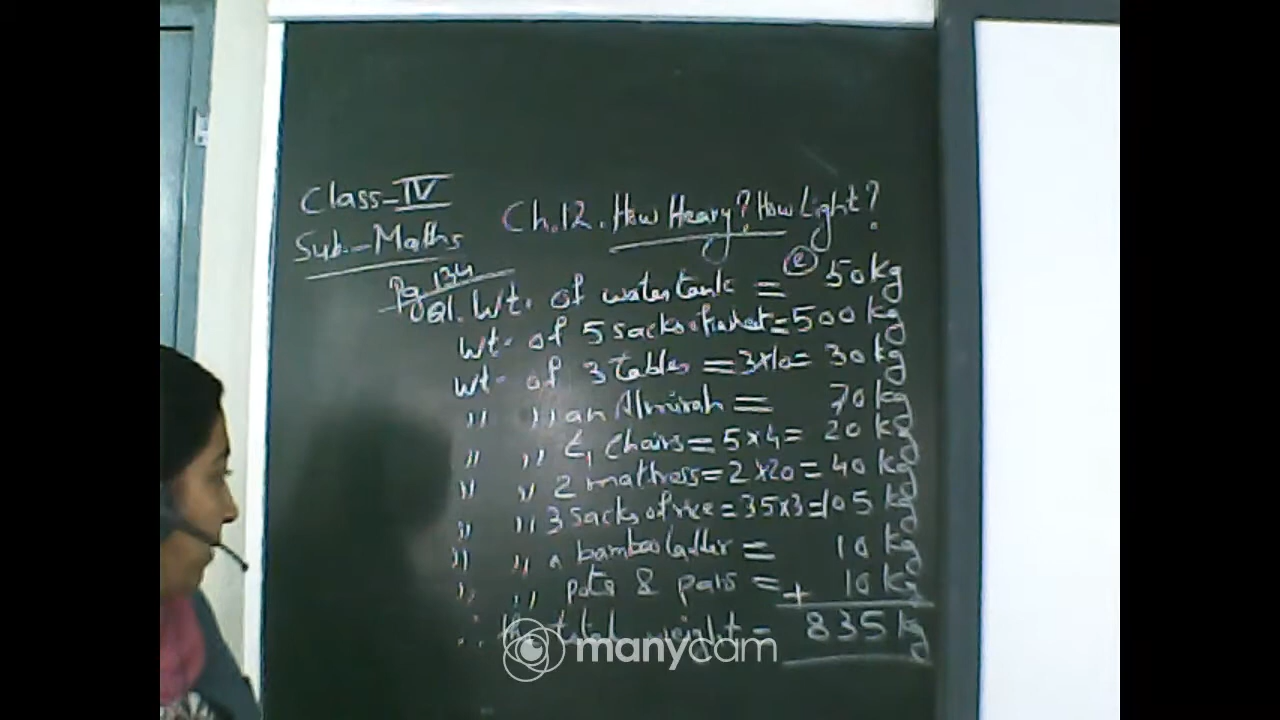 Class-IV
Sub.-Maths
Ch.12. How Heavy? How Light?
Pg 134
Q1. Wt. of water tank = 50 kg
Wt. of 5 sacks of wheat = 500 kg
Wt. of 3 tables = 3x10 = 30 kg
" " an Almirah = 70 kg
" " 4 chairs = 5x4 = 20 kg
" " 2 mattress = 2x20 = 40 kg
" " 3 sacks of rice = 35x3 = 105 kg
" " a bamboo ladder = 10 kg
" " pots & pans = + 10 kg
∴ the total weight = 835 kg
manycam